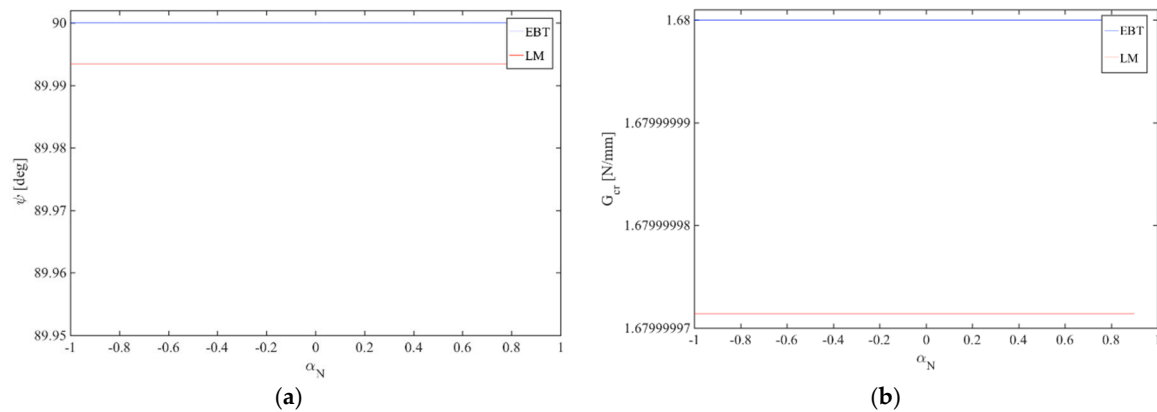 90
89.99
89.98
89.97
89.96
89.95
ψ [deg]
-1 -0.8 -0.6 -0.4 -0.2 0 0.2 0.4 0.6 0.8 1
α_N
EBT
LM
(a)
1.68
1.67999999
1.67999998
1.67999997
G_cr [N/mm]
-1 -0.8 -0.6 -0.4 -0.2 0 0.2 0.4 0.6 0.8 1
α_N
EBT
LM
(b)